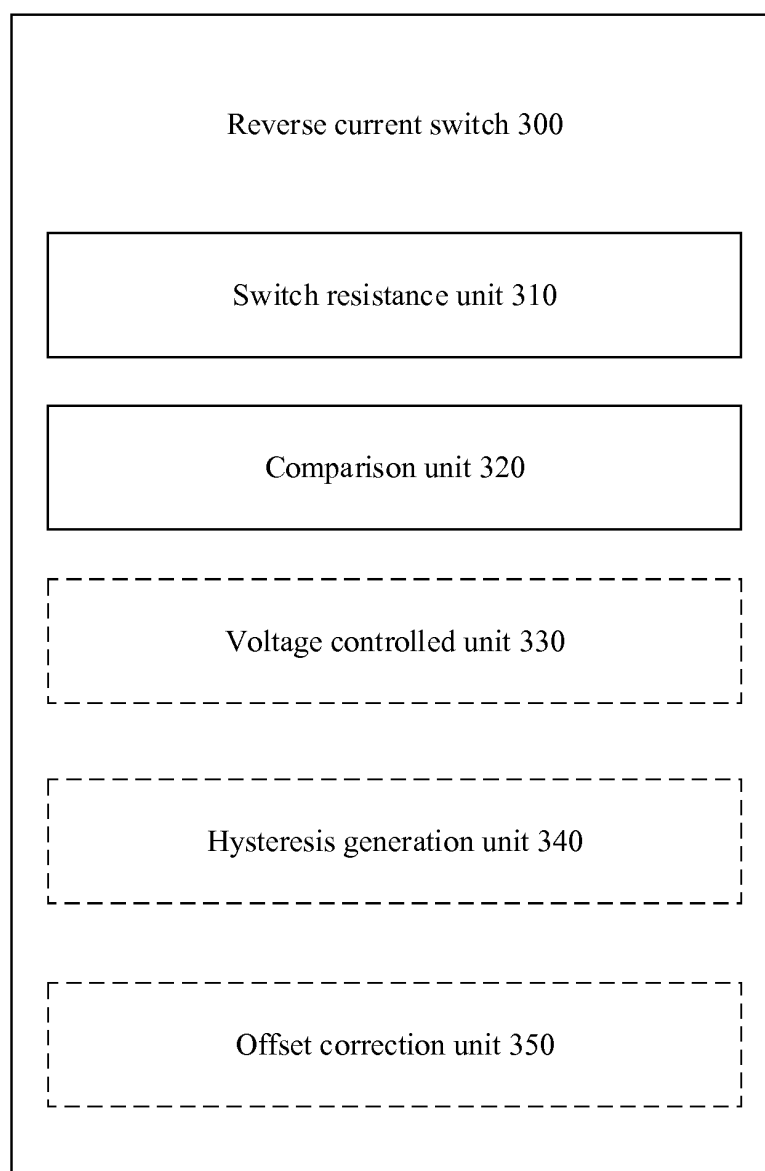 Reverse current switch 300
Switch resistance unit 310
Comparison unit 320
Voltage controlled unit 330
Hysteresis generation unit 340
Offset correction unit 350